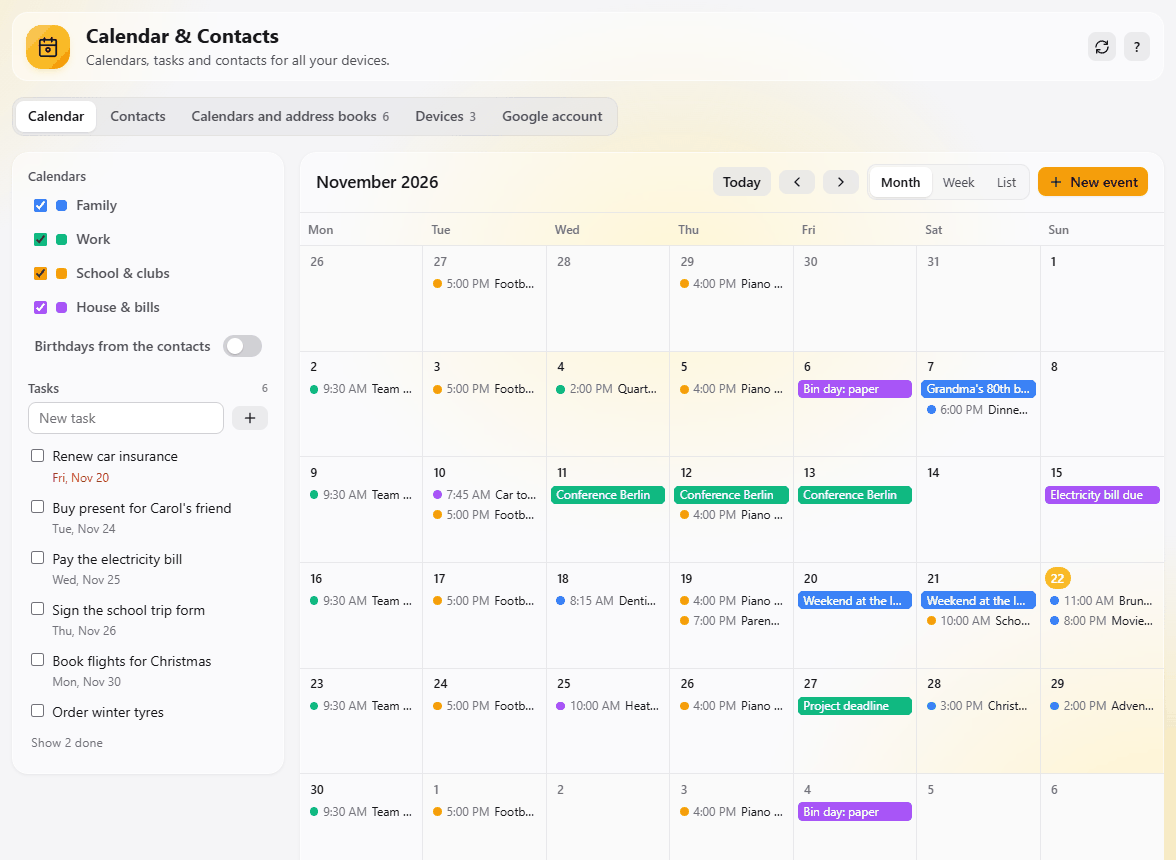 Calendar & Contacts
Calendars, tasks and contacts for all your devices.
?
Calendar Contacts Calendars and address books 6 Devices 3 Google account
Calendars
Family
Work
School & clubs
House & bills
Birthdays from the contacts
Tasks 6
New task +
Renew car insurance
Fri, Nov 20
Buy present for Carol's friend
Tue, Nov 24
Pay the electricity bill
Wed, Nov 25
Sign the school trip form
Thu, Nov 26
Book flights for Christmas
Mon, Nov 30
Order winter tyres
Show 2 done
November 2026 Today < > Month Week List + New event
Mon Tue Wed Thu Fri Sat Sun
26 27 28 29 30 31 1
5:00 PM Footb... 4:00 PM Piano ...
2 3 4 5 6 7 8
9:30 AM Team ... 5:00 PM Footb... 2:00 PM Quart... 4:00 PM Piano ... Bin day: paper Grandma's 80th b...
6:00 PM Dinne...
9 10 11 12 13 14 15
9:30 AM Team ... 7:45 AM Car to... Conference Berlin Conference Berlin Conference Berlin Electricity bill due
5:00 PM Footb... 4:00 PM Piano ...
16 17 18 19 20 21 22
9:30 AM Team ... 5:00 PM Footb... 8:15 AM Denti... 4:00 PM Piano ... Weekend at the l... Weekend at the l... 11:00 AM Brun...
7:00 PM Paren... 10:00 AM Scho... 8:00 PM Movie...
23 24 25 26 27 28 29
9:30 AM Team ... 5:00 PM Footb... 10:00 AM Heat... 4:00 PM Piano ... Project deadline 3:00 PM Christ... 2:00 PM Adven...
30 1 2 3 4 5 6
9:30 AM Team ... 5:00 PM Footb... 4:00 PM Piano ... Bin day: paper